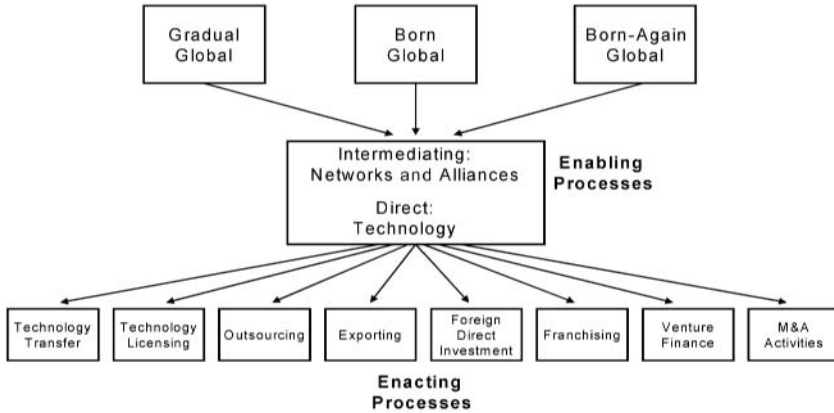 Gradual
Global
Born
Global
Born-Again
Global
Intermediating:
Networks and Alliances
Direct:
Technology
Enabling
Processes
Technology
Transfer
Technology
Licensing
Outsourcing
Exporting
Foreign
Direct
Investment
Franchising
Venture
Finance
M&A
Activities
Enacting
Processes